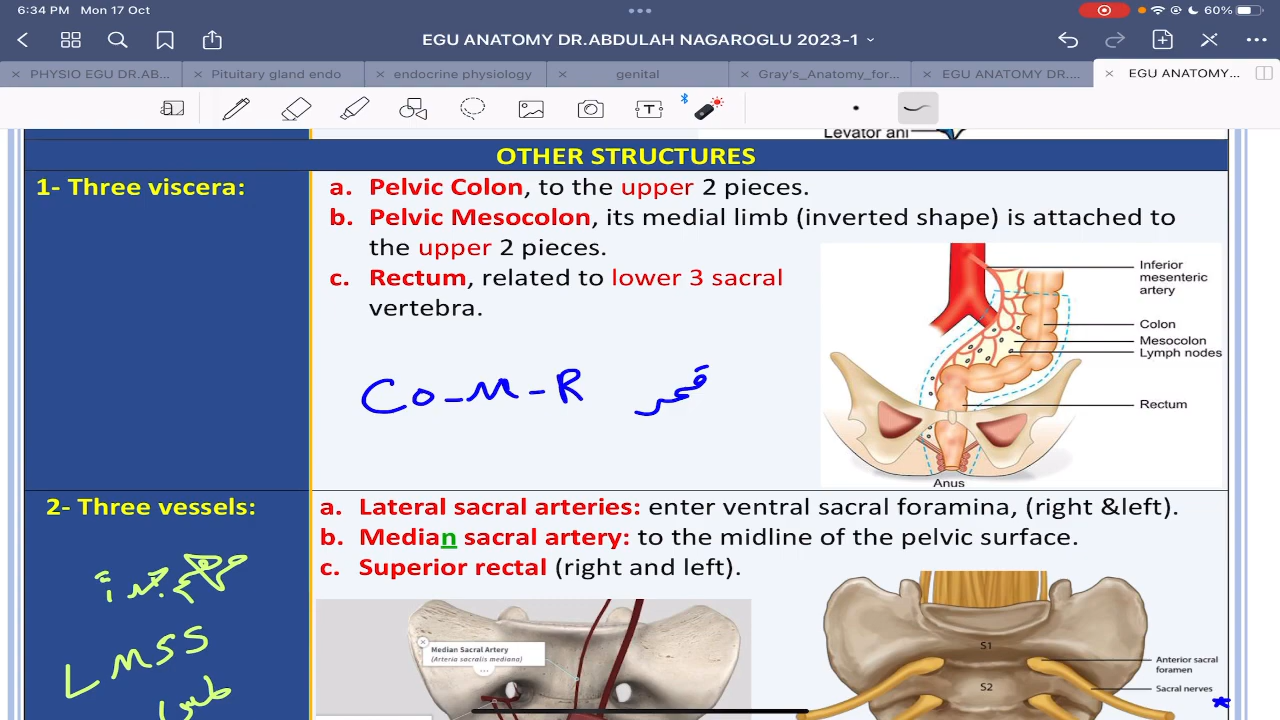 6:34 PM Mon 17 Oct
60%
EGU ANATOMY DR.ABDULAH NAGAROGLU 2023-1
PHYSIO EGU DR.AB...
Pituitary gland endo
endocrine physiology
genital
Gray's_Anatomy_for...
EGU ANATOMY DR....
EGU ANATOMY...
Levator ani
OTHER STRUCTURES
1- Three viscera:
a. Pelvic Colon, to the upper 2 pieces.
b. Pelvic Mesocolon, its medial limb (inverted shape) is attached to
the upper 2 pieces.
c. Rectum, related to lower 3 sacral
vertebra.
Inferior
mesenteric
artery
Colon
Mesocolon
Lymph nodes
Rectum
Anus
Co-M-R قمر
2- Three vessels:
a. Lateral sacral arteries: enter ventral sacral foramina, (right &left).
b. Median sacral artery: to the midline of the pelvic surface.
c. Superior rectal (right and left).
LMSS
Median Sacral Artery
(Arteria sacralis mediana)
S1
S2
Anterior sacral
foramen
Sacral nerves